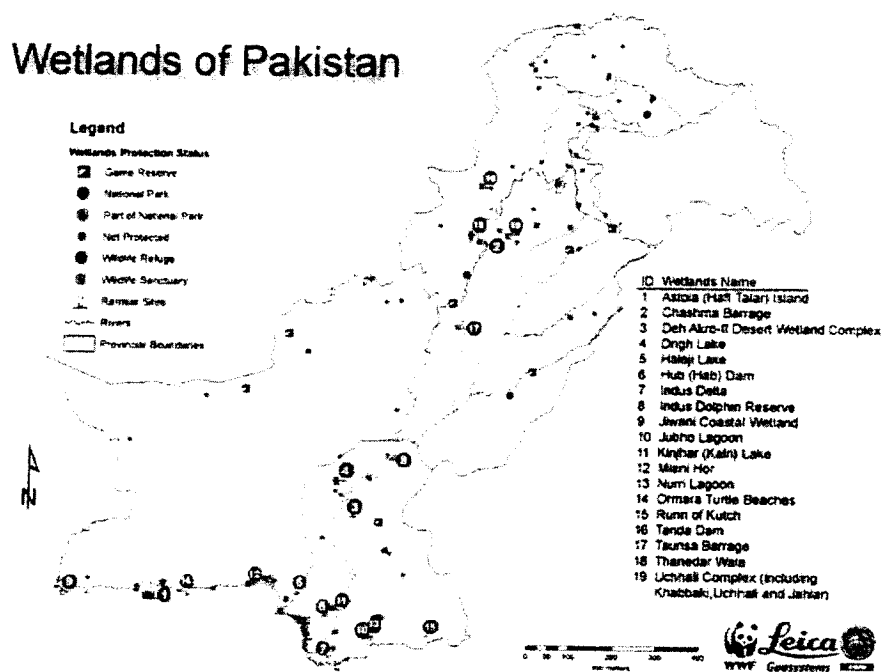 Wetlands of Pakistan
Legend
Wetlands Protection Status
Game Reserve
National Park
Part of National Park
Not Protected
Wildlife Refuge
Wildlife Sanctuary
Ramsar Sites
Rivers
Provincial Boundaries
ID Wetlands Name
1 Astola (Haft Talar) Island
2 Chashma Barrage
3 Deh Akro-II Desert Wetland Complex
4 Drigh Lake
5 Haleji Lake
6 Hub (Hab) Dam
7 Indus Delta
8 Indus Dolphin Reserve
9 Jiwani Coastal Wetland
10 Jubho Lagoon
11 Kinjhar (Kalri) Lake
12 Miani Hor
13 Nurri Lagoon
14 Ormara Turtle Beaches
15 Runn of Kutch
16 Tanda Dam
17 Taunsa Barrage
18 Thanedar Wala
19 Uchhali Complex (including
Khabbaki, Uchhali and Jahlar)
N
WWF
Leica
Geosystems